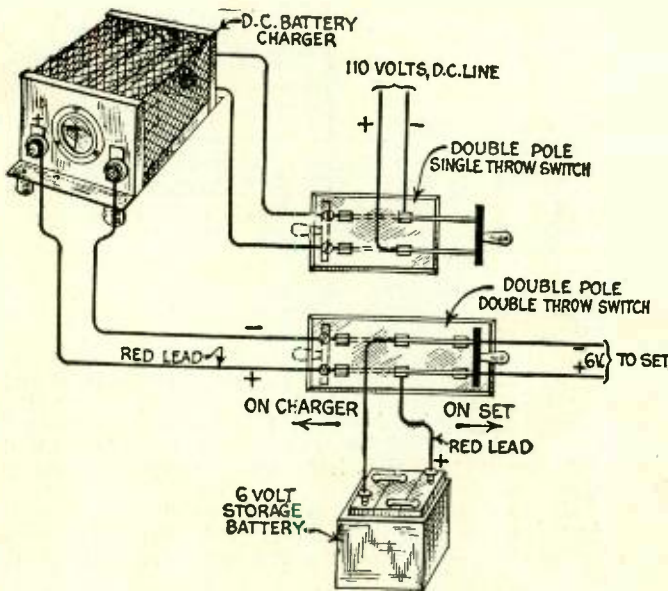 D.C. BATTERY
CHARGER
110 VOLTS, D.C. LINE
+ -
DOUBLE POLE
SINGLE THROW SWITCH
+
DOUBLE POLE
DOUBLE THROW SWITCH
-
RED LEAD
+
-
+ 6V.
TO SET
ON CHARGER
ON SET
RED LEAD
+
6 VOLT
STORAGE
BATTERY